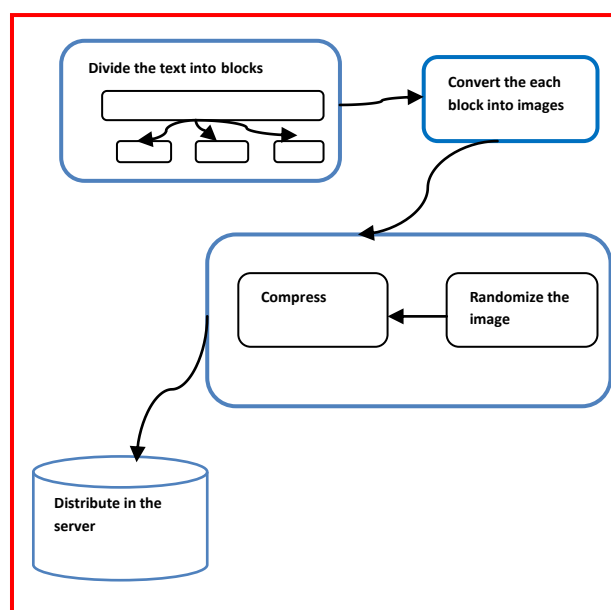 Divide the text into blocks
Convert the each
block into images
Compress
Randomize the
image
Distribute in the
server